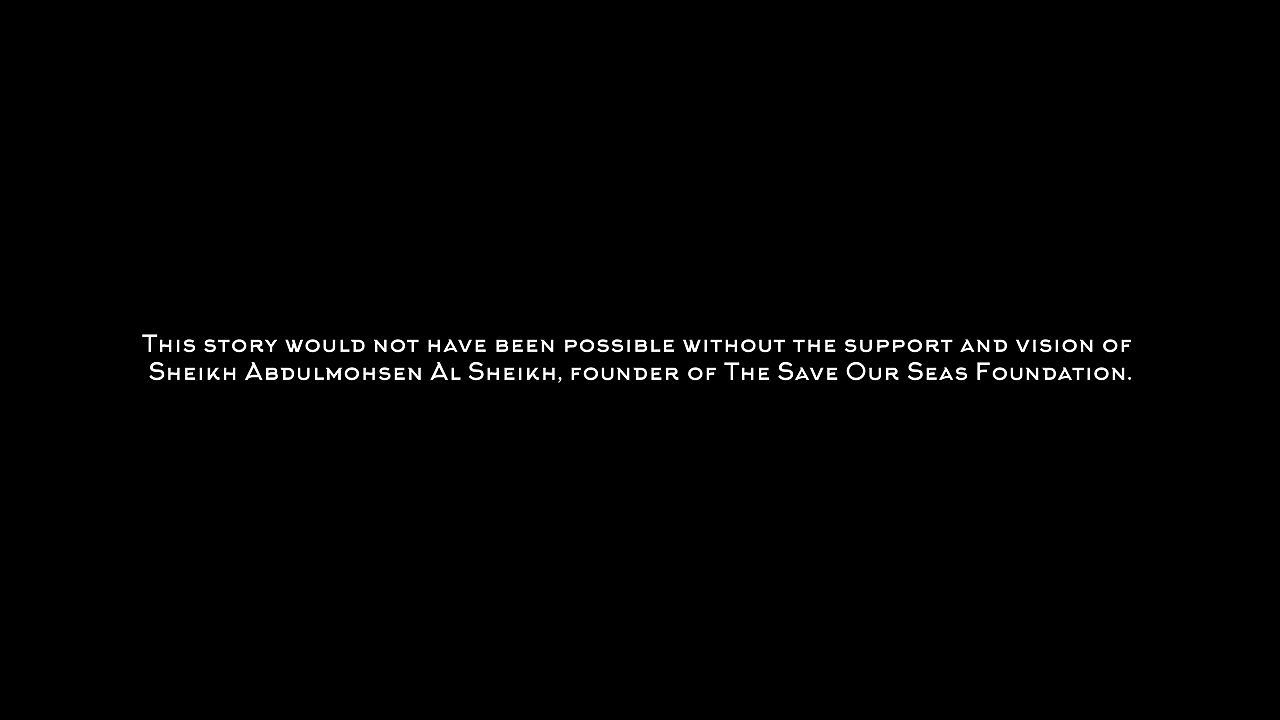 This story would not have been possible without the support and vision of
Sheikh Abdulmohsen Al Sheikh, founder of The Save Our Seas Foundation.